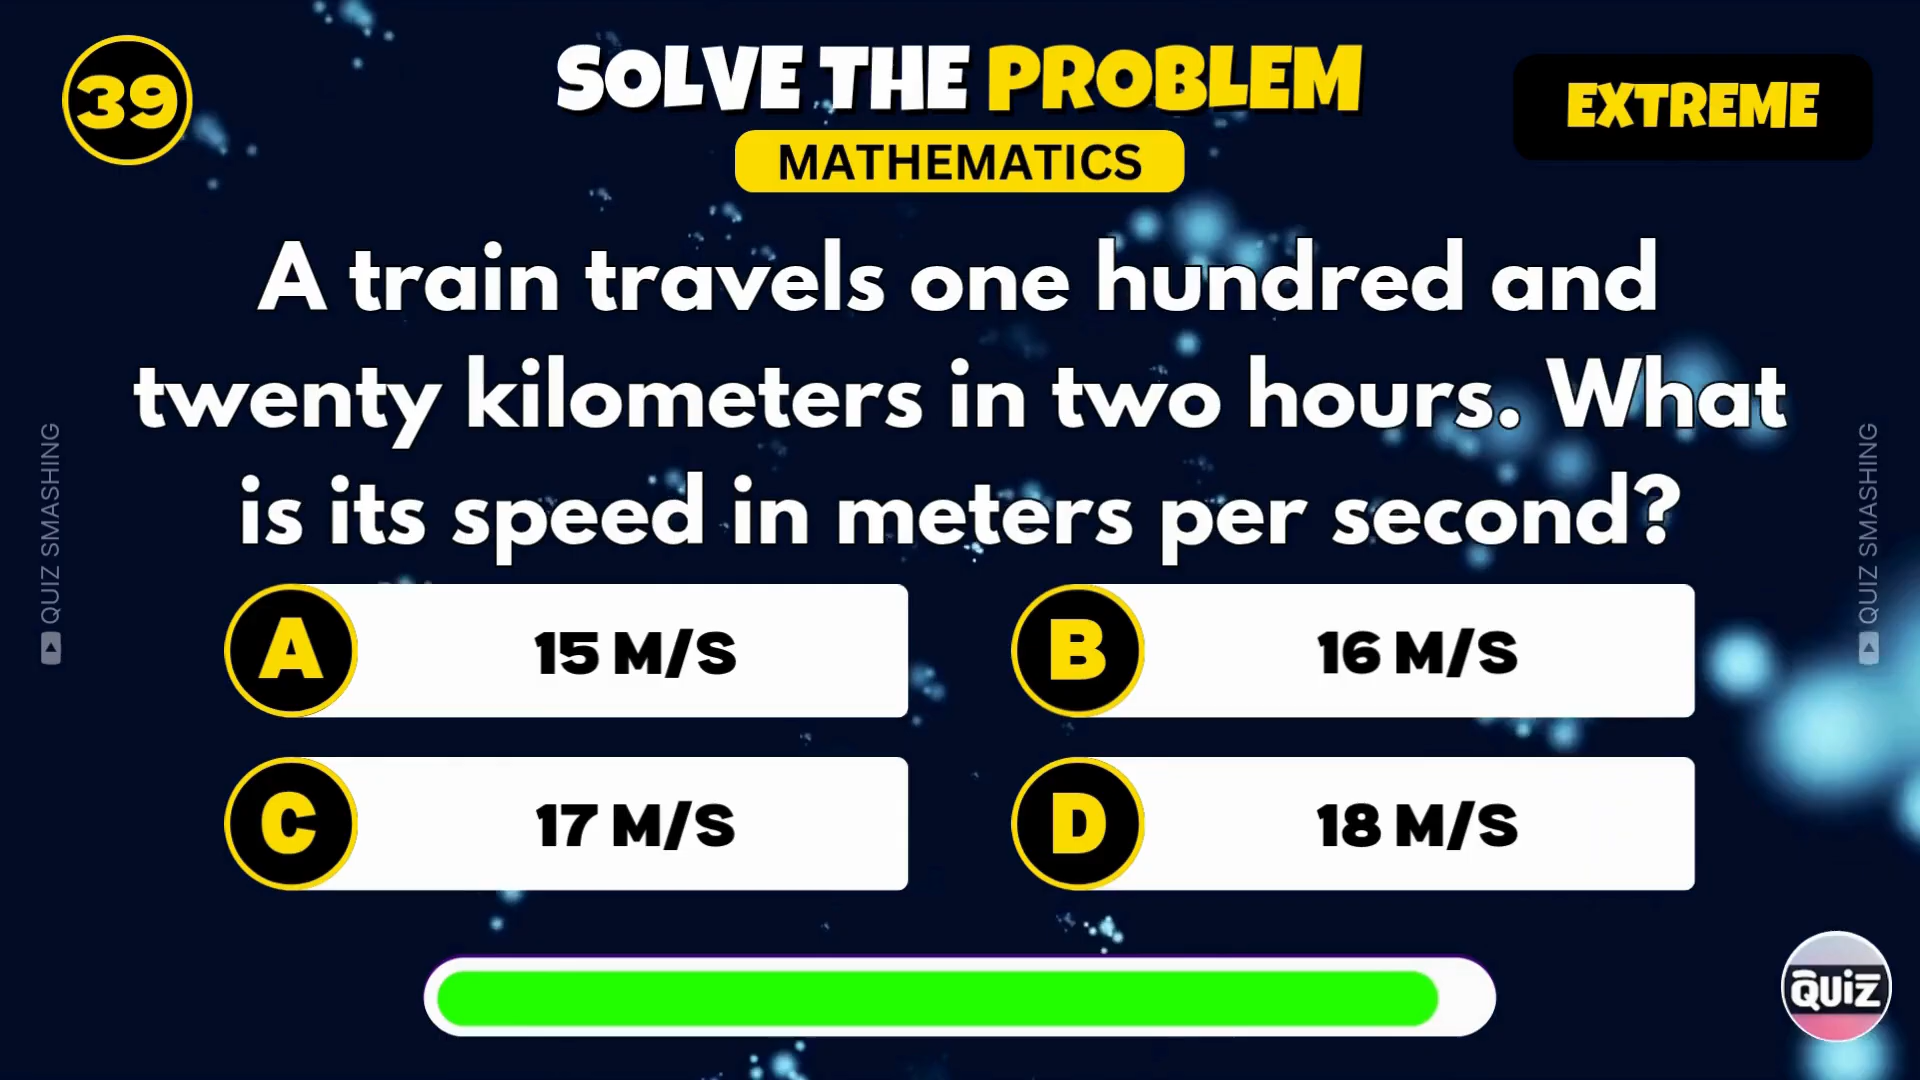 39
SOLVE THE PROBLEM
EXTREME
MATHEMATICS
A train travels one hundred and
twenty kilometers in two hours. What
is its speed in meters per second?
A 15 M/S
B 16 M/S
C 17 M/S
D 18 M/S
QUIZ SMASHING
QUIZ SMASHING
QUIZ